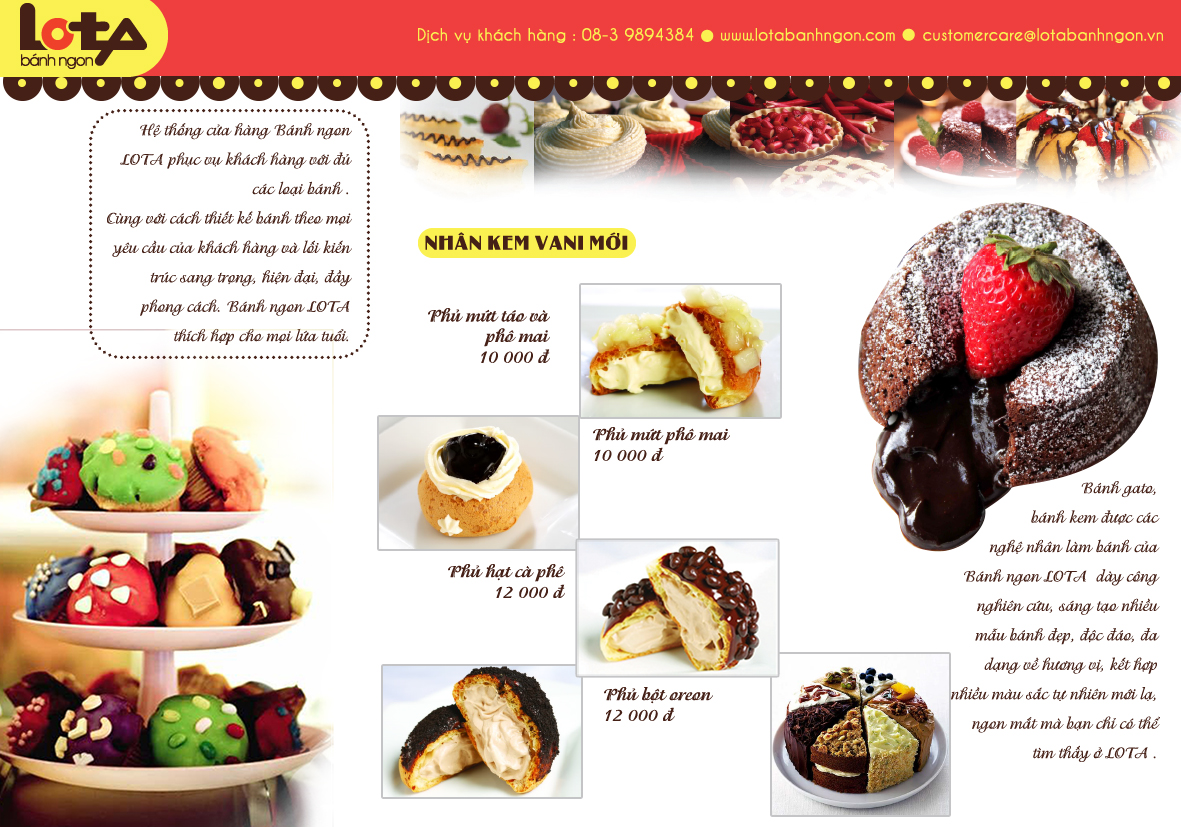 LOTA
bánh ngon
Dịch vụ khách hàng : 08-3 9894384 ● www.lotabanhngon.com ● customercare@lotabanhngon.vn
Hệ thống cửa hàng Bánh ngon
LOTA phục vụ khách hàng với đủ
các loại bánh .
Cùng với cách thiết kế bánh theo mọi
yêu cầu của khách hàng và lối kiến
trúc sang trọng, hiện đại, đầy
phong cách. Bánh ngon LOTA
thích hợp cho mọi lứa tuổi.
NHÂN KEM VANI MỚI
Phủ mứt táo và
phô mai
10 000 đ
Phủ mứt phô mai
10 000 đ
Phủ hạt cà phê
12 000 đ
Phủ bột oreon
12 000 đ
Bánh gato,
bánh kem được các
nghệ nhân làm bánh của
Bánh ngon LOTA dày công
nghiên cứu, sáng tạo nhiều
mẫu bánh đẹp, độc đáo, đa
dạng về hương vị, kết hợp
nhiều màu sắc tự nhiên mới lạ,
ngon mắt mà bạn chỉ có thể
tìm thấy ở LOTA .